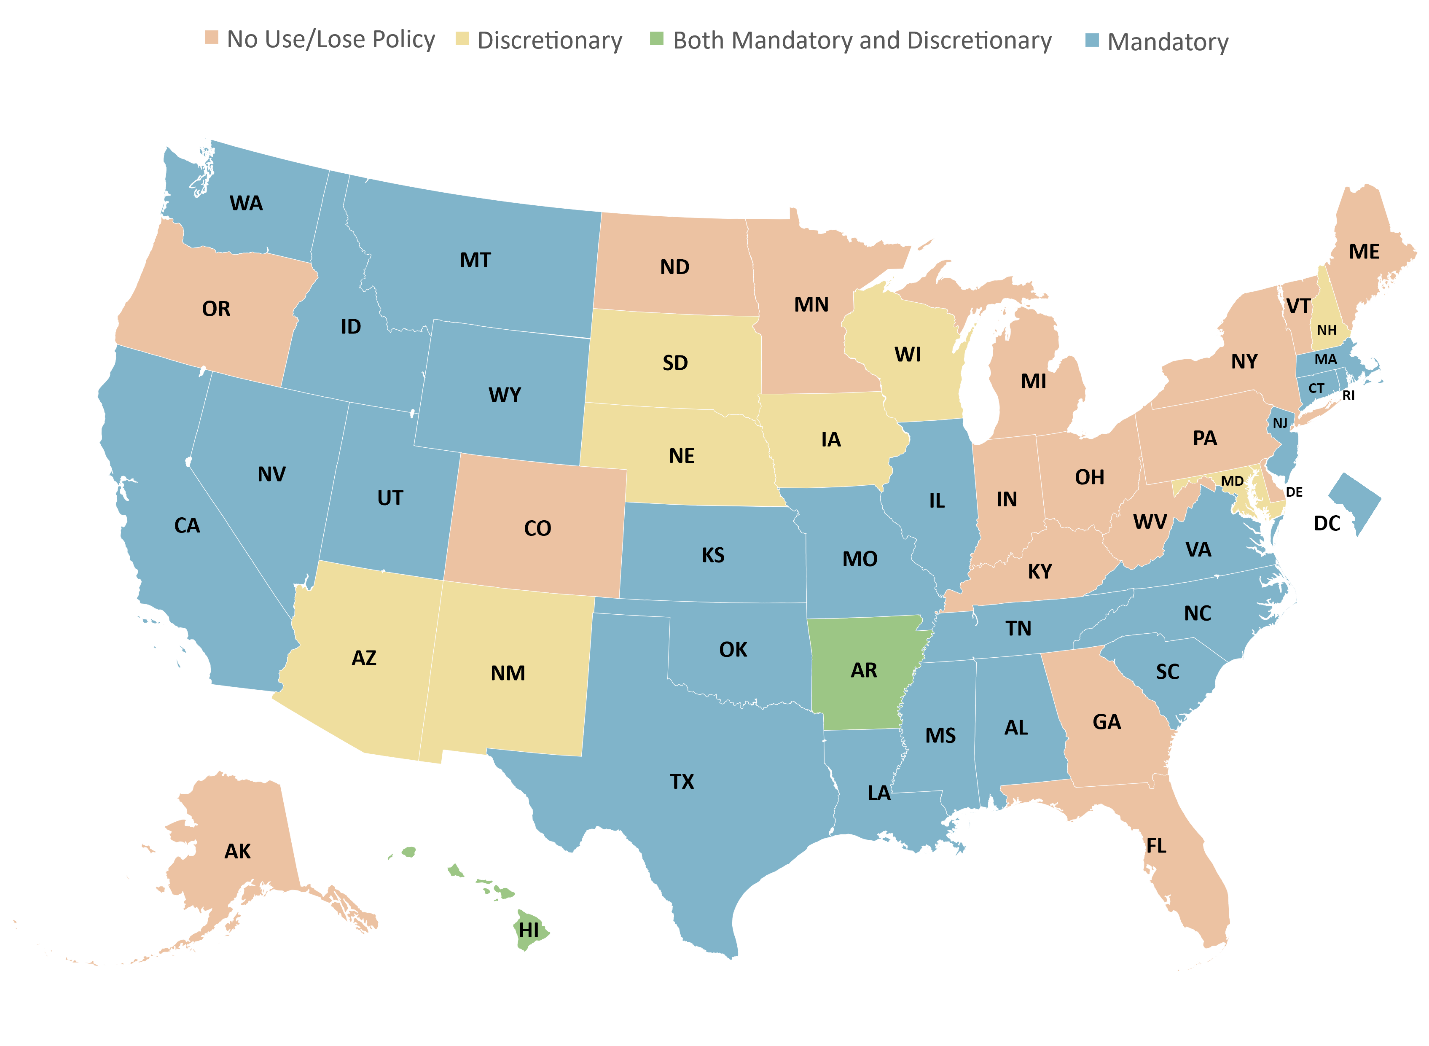 No Use/Lose Policy Discretionary Both Mandatory and Discretionary Mandatory
WA
MT
ND
MN
ME
OR
ID
SD
WI
VT
NH
WY
MI
NY
MA
CT
RI
NE
IA
PA
NJ
NV
UT
CO
IL
IN
OH
MD
DE
CA
KS
MO
WV
VA
DC
KY
AZ
NM
OK
AR
TN
NC
SC
TX
LA
MS
AL
GA
AK
HI
FL